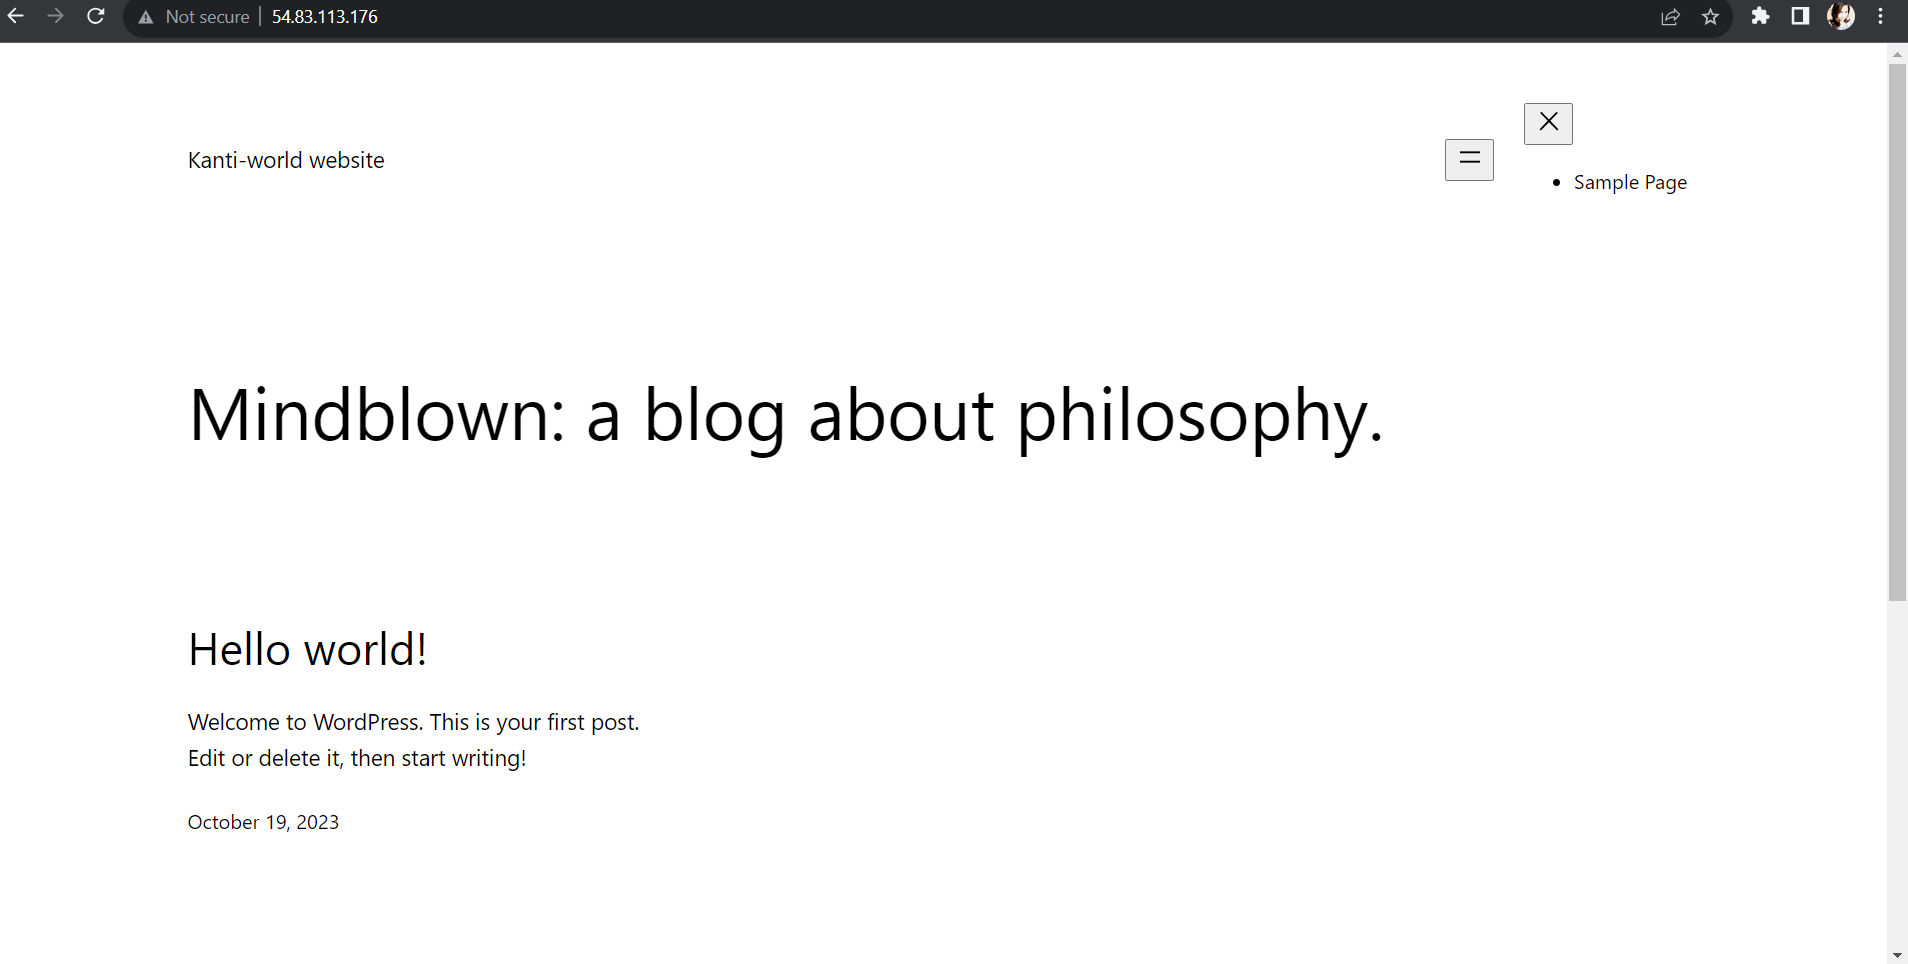 Not secure | 54.83.113.176
Kanti-world website
Sample Page
Mindblown: a blog about philosophy.
Hello world!
Welcome to WordPress. This is your first post.
Edit or delete it, then start writing!
October 19, 2023